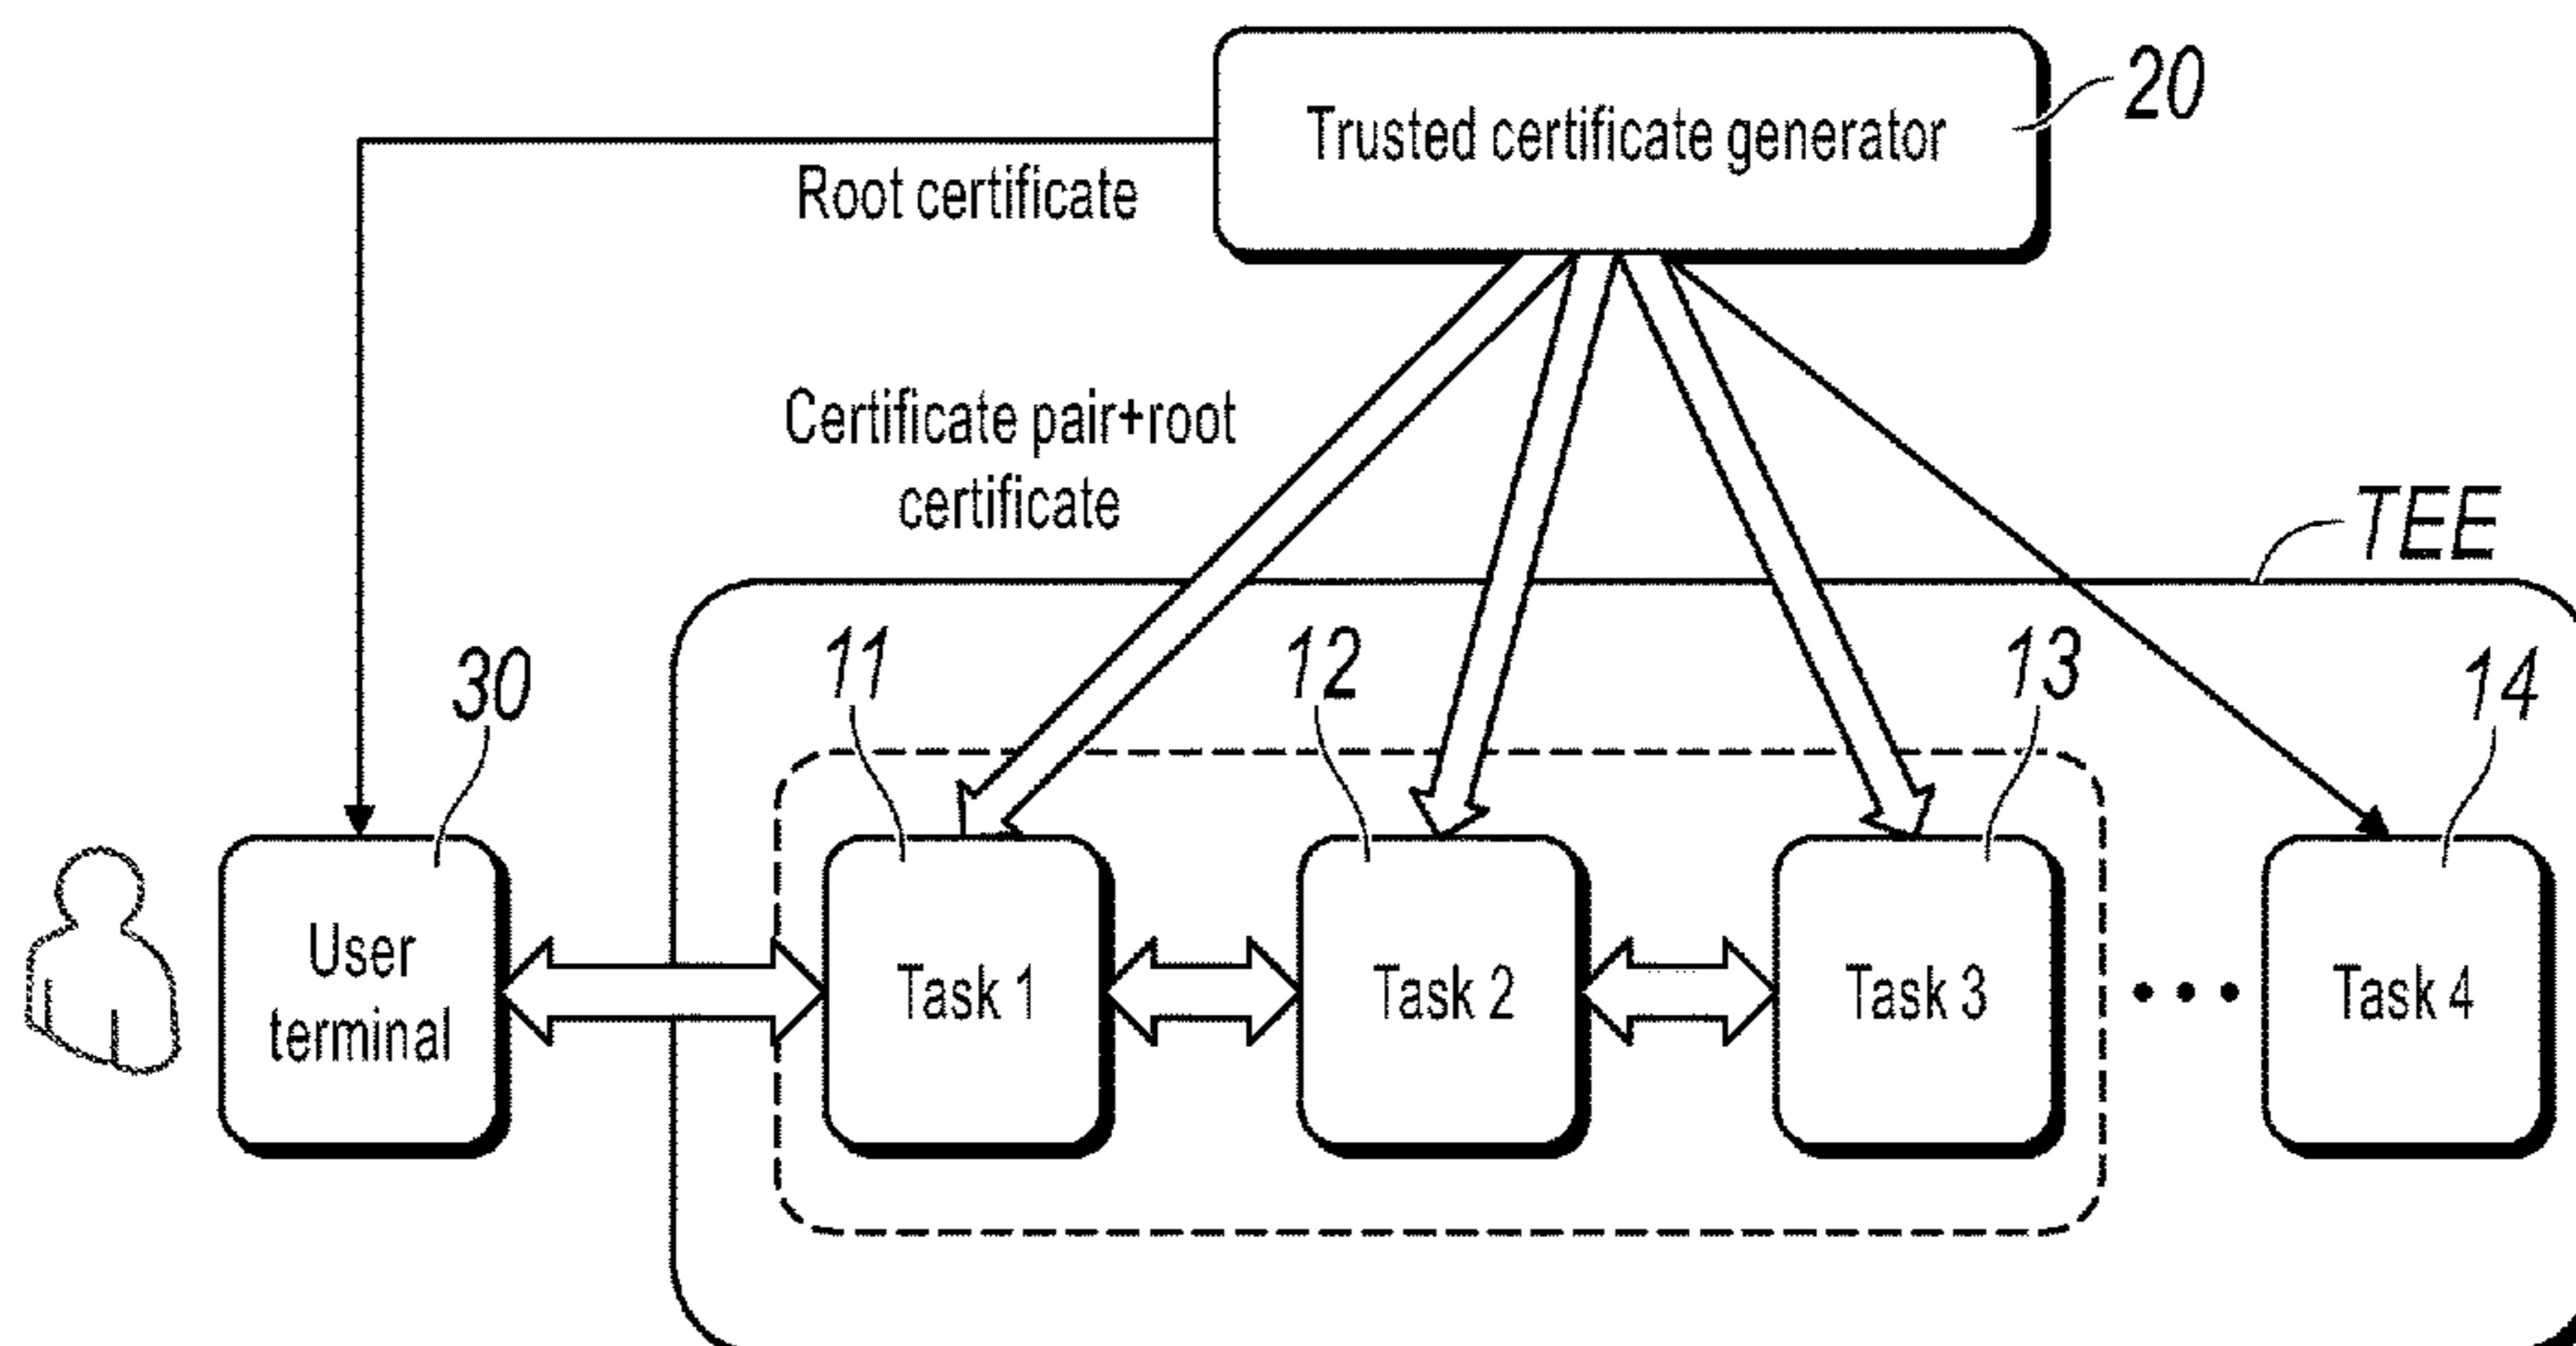 Trusted certificate generator
20
Root certificate
Certificate pair+root
certificate
TEE
30
11
12
13
14
User
terminal
Task 1
Task 2
Task 3
Task 4